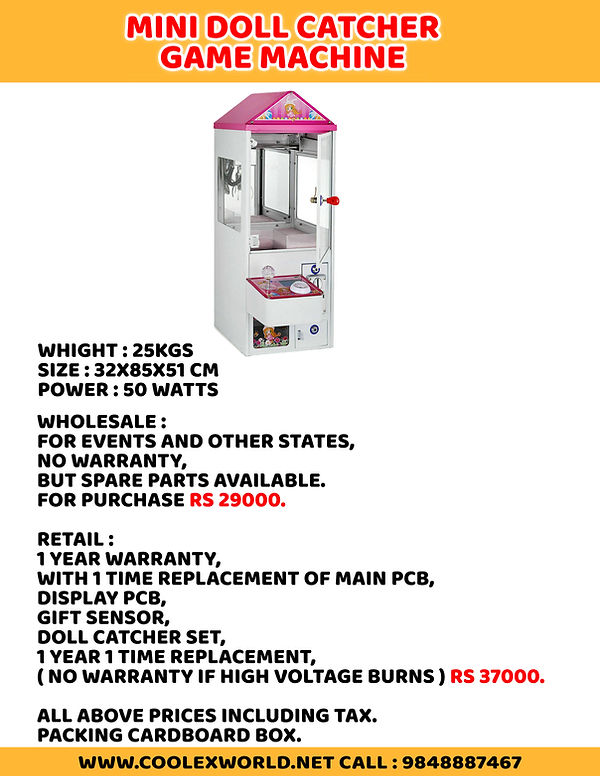 MINI DOLL CATCHER
GAME MACHINE
WHIGHT : 25KGS
SIZE : 32X85X51 CM
POWER : 50 WATTS
WHOLESALE :
FOR EVENTS AND OTHER STATES,
NO WARRANTY,
BUT SPARE PARTS AVAILABLE.
FOR PURCHASE RS 29000.
RETAIL :
1 YEAR WARRANTY,
WITH 1 TIME REPLACEMENT OF MAIN PCB,
DISPLAY PCB,
GIFT SENSOR,
DOLL CATCHER SET,
1 YEAR 1 TIME REPLACEMENT,
( NO WARRANTY IF HIGH VOLTAGE BURNS ) RS 37000.
ALL ABOVE PRICES INCLUDING TAX.
PACKING CARDBOARD BOX.
WWW.COOLEXWORLD.NET CALL : 9848887467